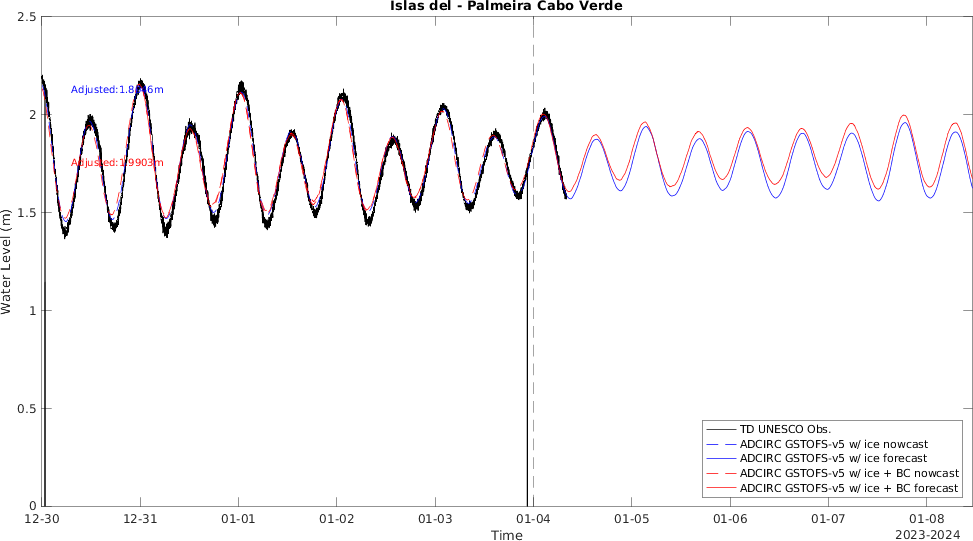 Islas del - Palmeira Cabo Verde
2.5
2
1.5
1
0.5
0
Water Level (m)
Adjusted:1.8646m
Adjusted:1.9903m
TD UNESCO Obs.
ADCIRC GSTOFS-v5 w/ ice nowcast
ADCIRC GSTOFS-v5 w/ ice forecast
ADCIRC GSTOFS-v5 w/ ice + BC nowcast
ADCIRC GSTOFS-v5 w/ ice + BC forecast
12-30 12-31 01-01 01-02 01-03 01-04 01-05 01-06 01-07 01-08
Time
2023-2024